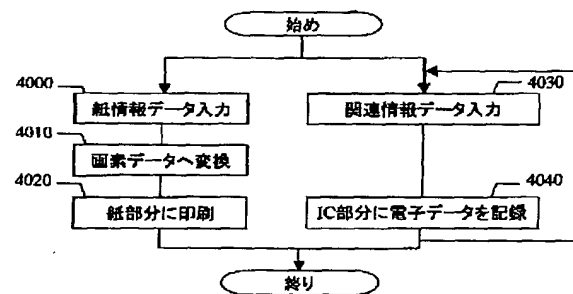 始め
4000
紙情報データ入力
4030
関連情報データ入力
4010
画素データへ変換
4020
紙部分に印刷
4040
IC部分に電子データを記録
終り